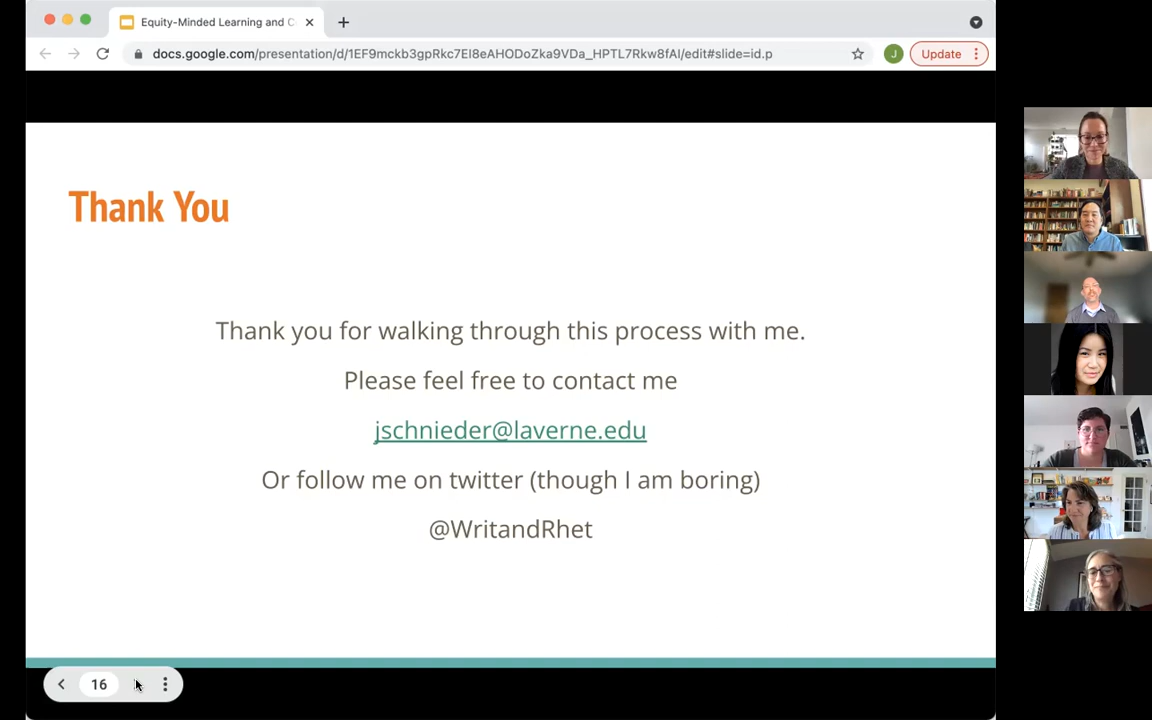 Equity-Minded Learning and C
docs.google.com/presentation/d/1EF9mckb3gpRkc7EI8eAHODoZka9VDa_HPTL7Rkw8fAI/edit#slide=id.p
J
Update
Thank You
Thank you for walking through this process with me.
Please feel free to contact me
jschnieder@laverne.edu
Or follow me on twitter (though I am boring)
@WritandRhet
16